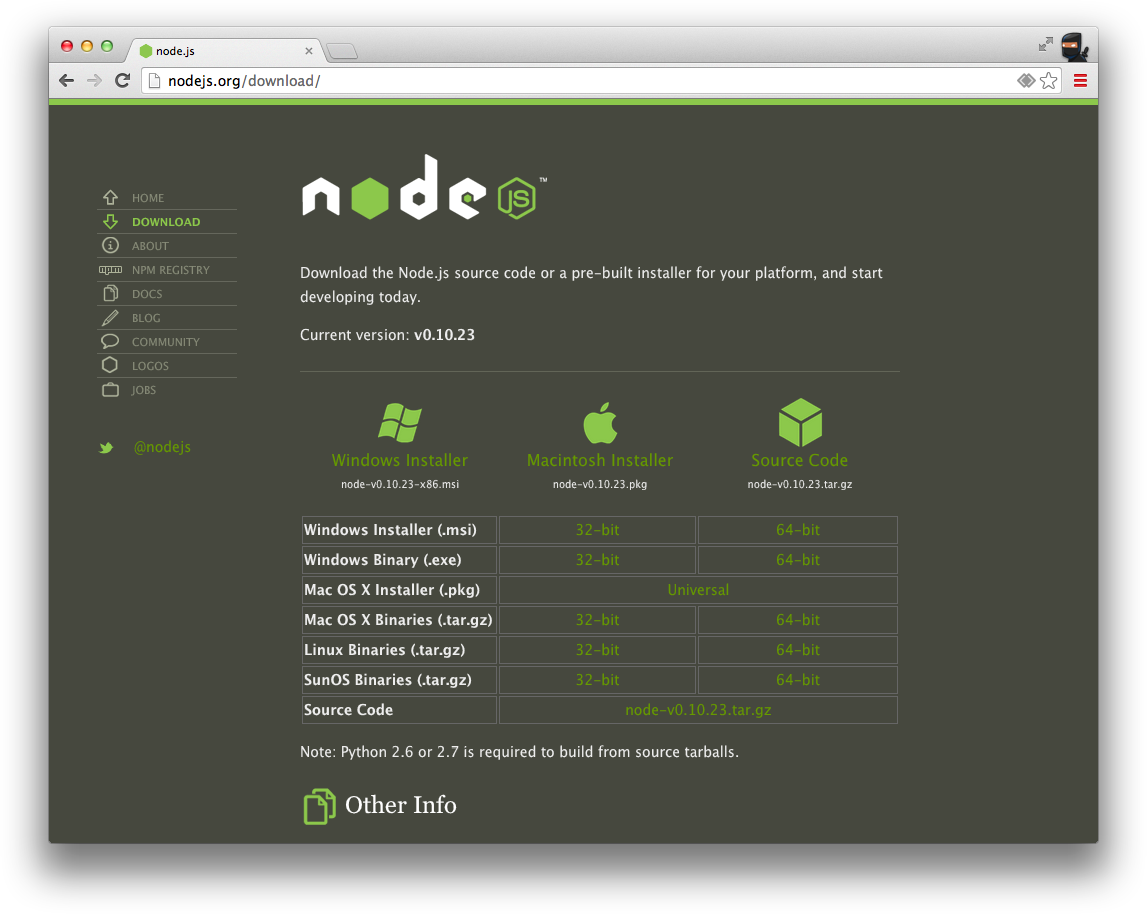 node.js
nodejs.org/download/
node JS ™
HOME
DOWNLOAD
ABOUT
NPM REGISTRY
DOCS
BLOG
COMMUNITY
LOGOS
JOBS
@nodejs
Download the Node.js source code or a pre-built installer for your platform, and start
developing today.
Current version: v0.10.23
Windows Installer Macintosh Installer Source Code
node-v0.10.23-x86.msi node-v0.10.23.pkg node-v0.10.23.tar.gz
Windows Installer (.msi) 32-bit 64-bit
Windows Binary (.exe) 32-bit 64-bit
Mac OS X Installer (.pkg) Universal
Mac OS X Binaries (.tar.gz) 32-bit 64-bit
Linux Binaries (.tar.gz) 32-bit 64-bit
SunOS Binaries (.tar.gz) 32-bit 64-bit
Source Code node-v0.10.23.tar.gz
Note: Python 2.6 or 2.7 is required to build from source tarballs.
Other Info